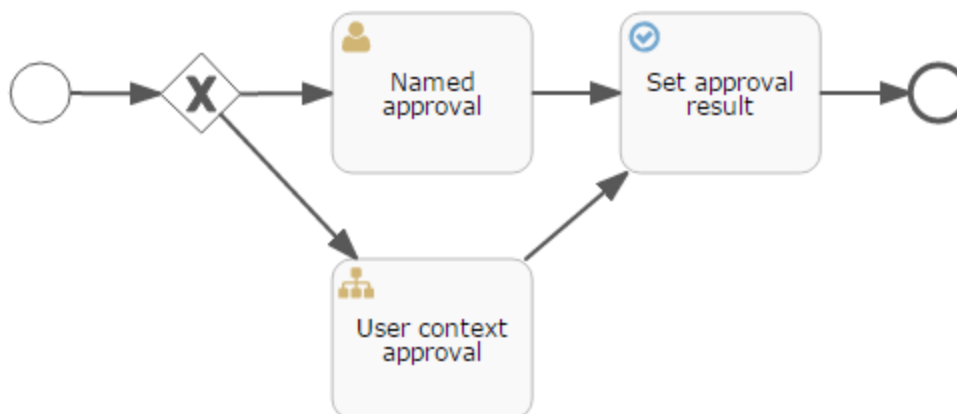 Named
approval
Set approval
result
User context
approval